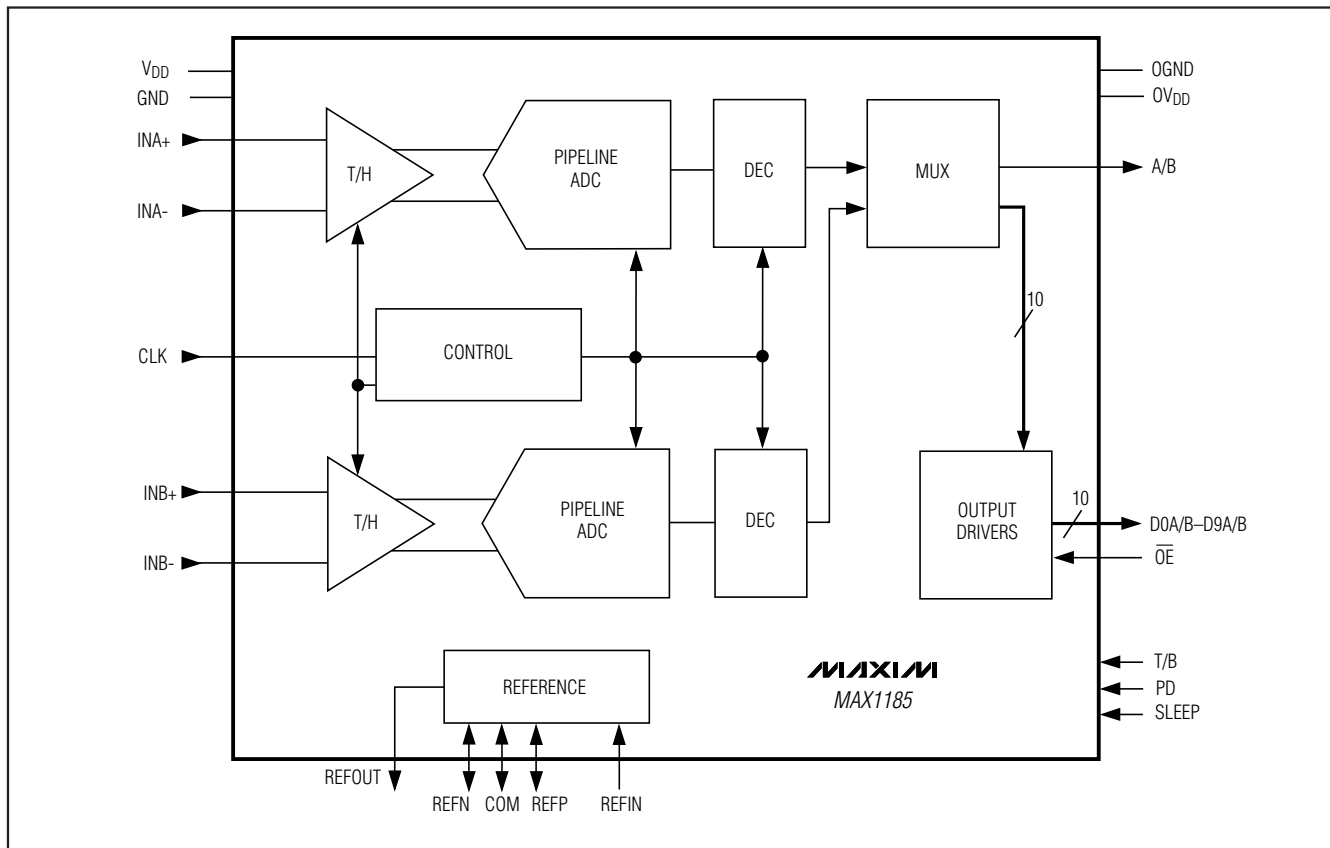 VDD
GND
INA+
INA-
CLK
INB+
INB-
T/H
PIPELINE
ADC
DEC
MUX
CONTROL
10
T/H
PIPELINE
ADC
DEC
OUTPUT
DRIVERS
10
REFERENCE
MAXIM
MAX1185
OGND
OVDD
A/B
D0A/B–D9A/B
OE
T/B
PD
SLEEP
REFOUT
REFN
COM
REFP
REFIN